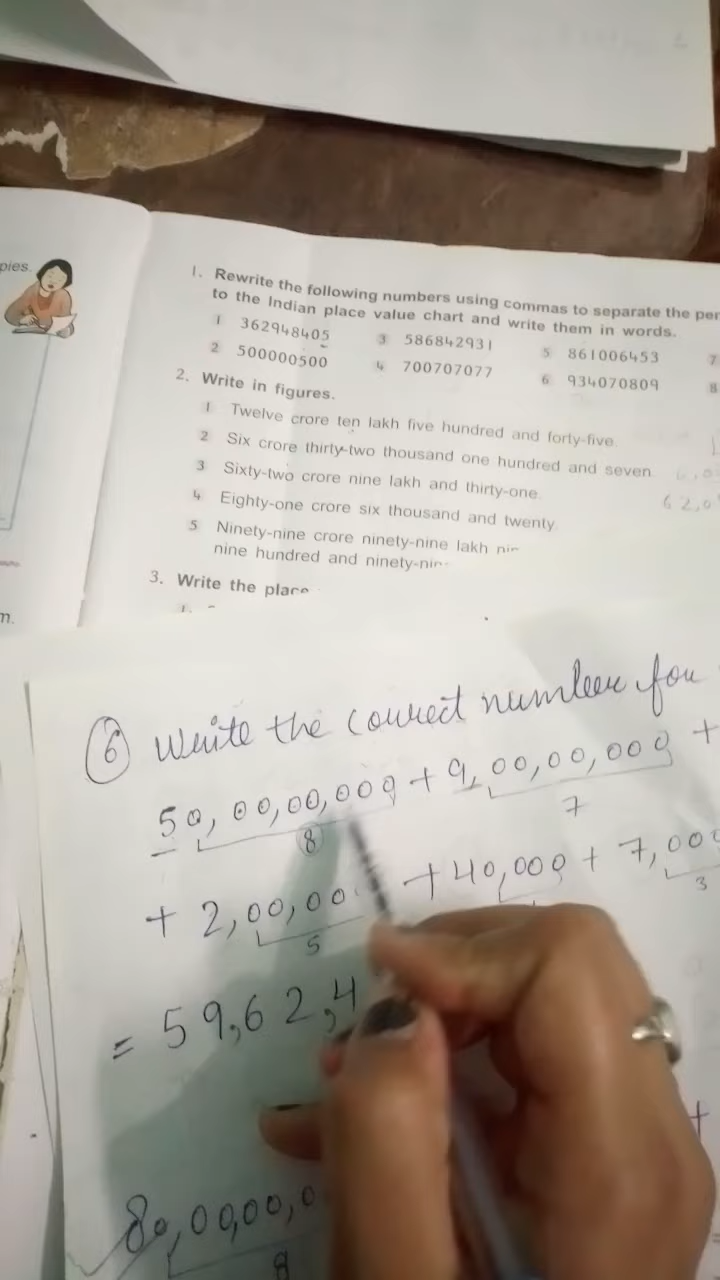 pies.
1. Rewrite the following numbers using commas to separate the per
to the Indian place value chart and write them in words.
1 362948405 3 586842931 5 861006453 7
2 500000500 4 700707077 6 934070809 8
2. Write in figures.
1 Twelve crore ten lakh five hundred and forty-five.
2 Six crore thirty-two thousand one hundred and seven.
3 Sixty-two crore nine lakh and thirty-one. 62,0
4 Eighty-one crore six thousand and twenty.
5 Ninety-nine crore ninety-nine lakh
nine hundred and
3. Write the place
m.
6 Write the correct number for
50,00,00,000 + 9,00,00,000 +
8 7
+ 2,00,00 + 40,000 + 7,000
5 3
= 59,62,4
+
80,00,00,0
8